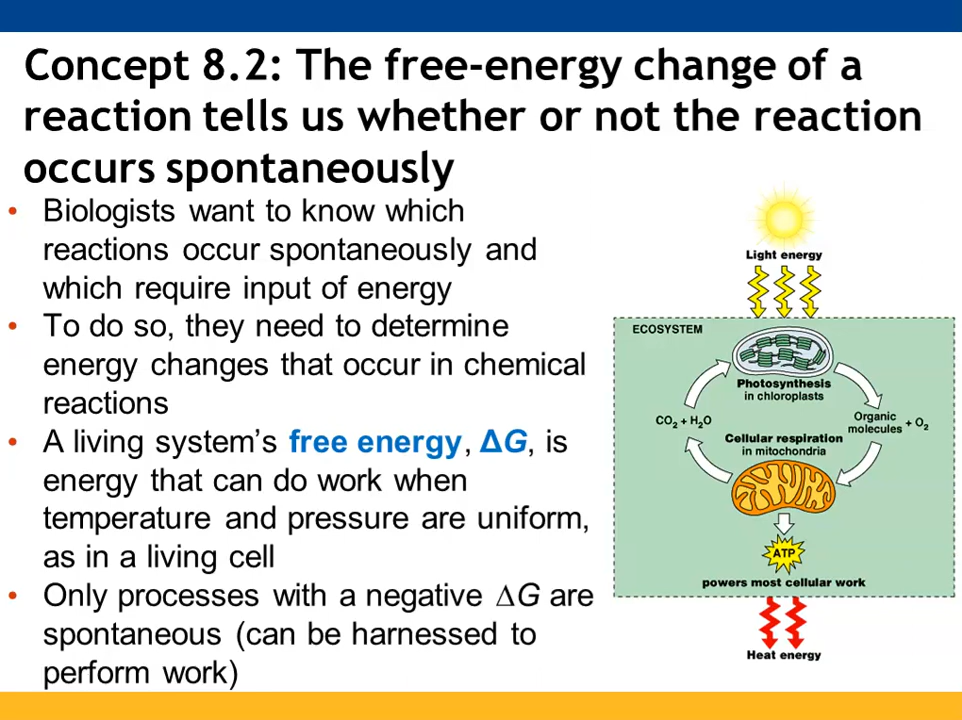 Concept 8.2: The free-energy change of a
reaction tells us whether or not the reaction
occurs spontaneously
• Biologists want to know which
reactions occur spontaneously and
which require input of energy
• To do so, they need to determine
energy changes that occur in chemical
reactions
• A living system’s free energy, ΔG, is
energy that can do work when
temperature and pressure are uniform,
as in a living cell
• Only processes with a negative ΔG are
spontaneous (can be harnessed to
perform work)
Light energy
ECOSYSTEM
Photosynthesis
in chloroplasts
CO₂ + H₂O
Organic
molecules + O₂
Cellular respiration
in mitochondria
ATP
powers most cellular work
Heat energy